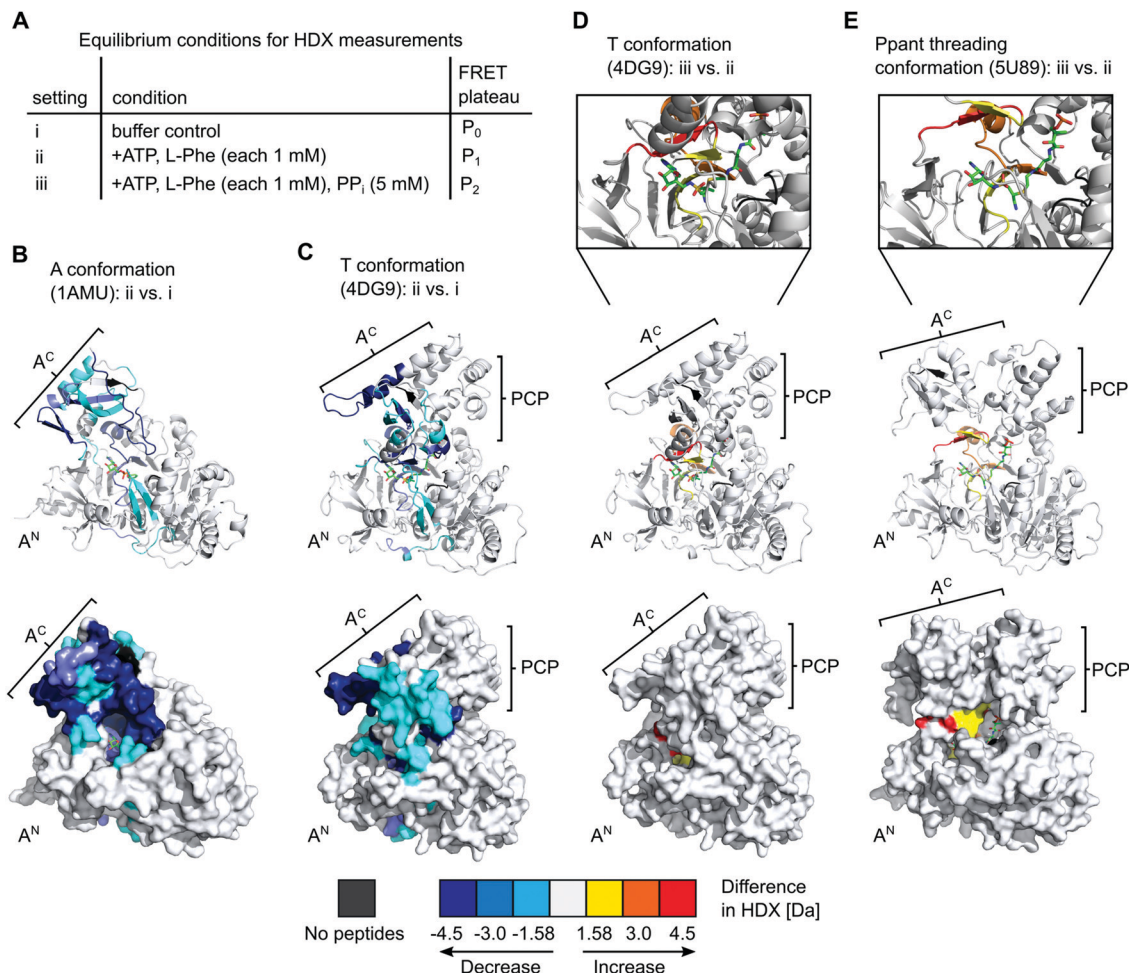 A
Equilibrium conditions for HDX measurements
setting condition FRET plateau
i buffer control P0
ii +ATP, L-Phe (each 1 mM) P1
iii +ATP, L-Phe (each 1 mM), PPi (5 mM) P2
B
A conformation
(1AMU): ii vs. i
AC
AN
AC
AN
C
T conformation
(4DG9): ii vs. i
AC
PCP
AN
AC
PCP
AN
D
T conformation
(4DG9): iii vs. ii
AC
PCP
AN
AC
PCP
AN
E
Ppant threading
conformation (5U89): iii vs. ii
AC
PCP
AN
AC
PCP
AN
No peptides
-4.5 -3.0 -1.58 1.58 3.0 4.5
Decrease Increase
Difference
in HDX [Da]